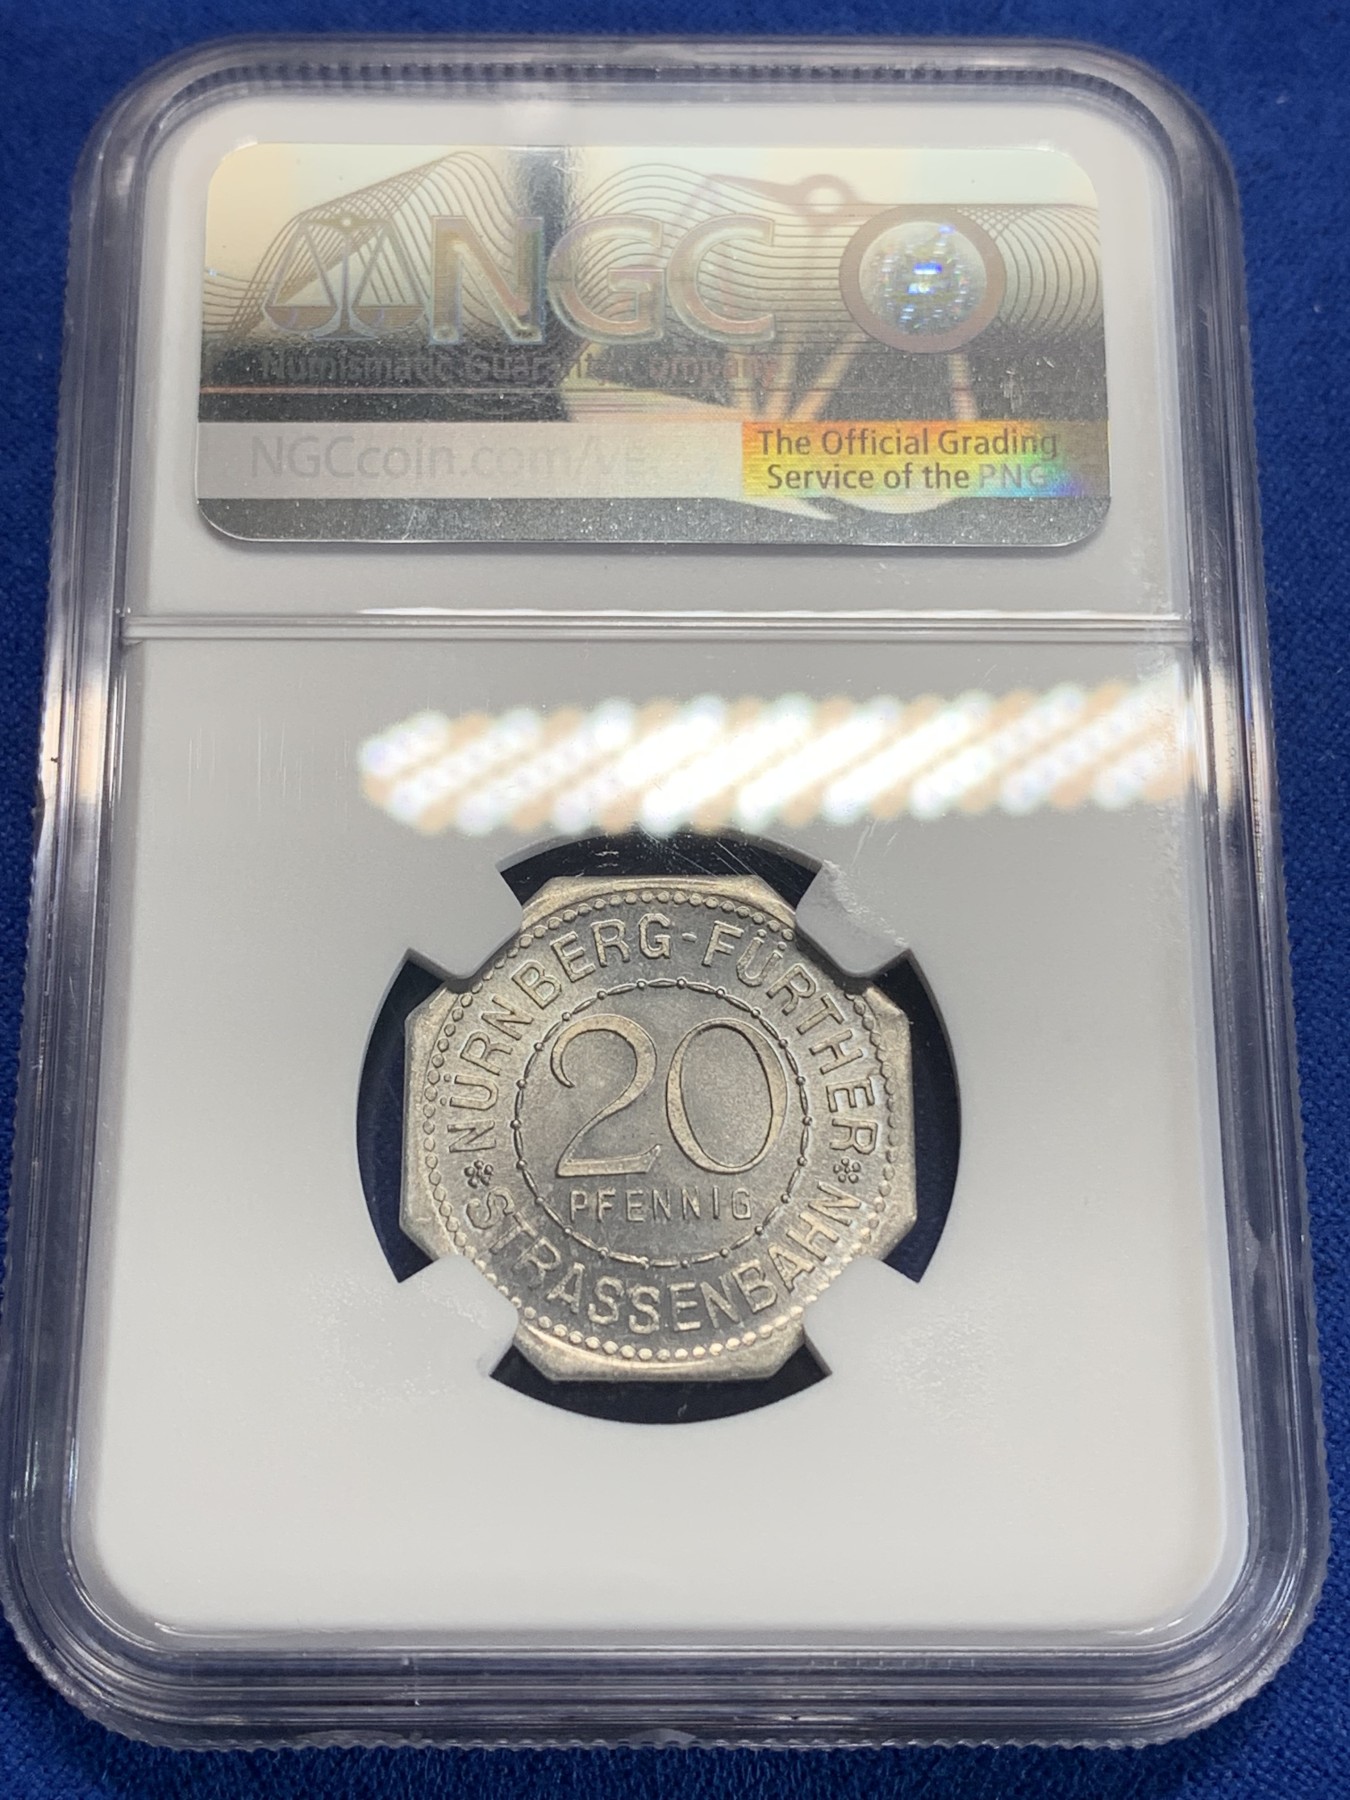 NGC
Numismatic Guaranty Company
NGCcoin.com/ve
The Official Grading
Service of the PNG
NÜRNBERG-FÜRTHER
20
PFENNIG
STRASSENBAHN